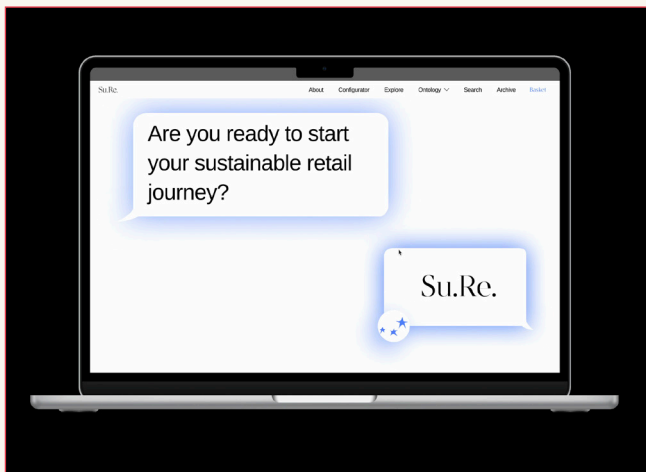 Su.Re.
About Configurator Explore Ontology Search Archive Basket
Are you ready to start
your sustainable retail
journey?
Su.Re.